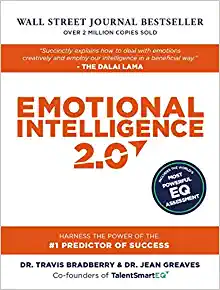 WALL STREET JOURNAL BESTSELLER
OVER 2 MILLION COPIES SOLD
"Succinctly explains how to deal with emotions
creatively and employ our intelligence in a beneficial way."
- THE DALAI LAMA
EMOTIONAL
INTELLIGENCE
2.0
INCLUDES THE WORLD'S
MOST
POWERFUL
EQ
ASSESSMENT
HARNESS THE POWER OF THE
#1 PREDICTOR OF SUCCESS
DR. TRAVIS BRADBERRY & DR. JEAN GREAVES
Co-founders of TalentSmartEQ